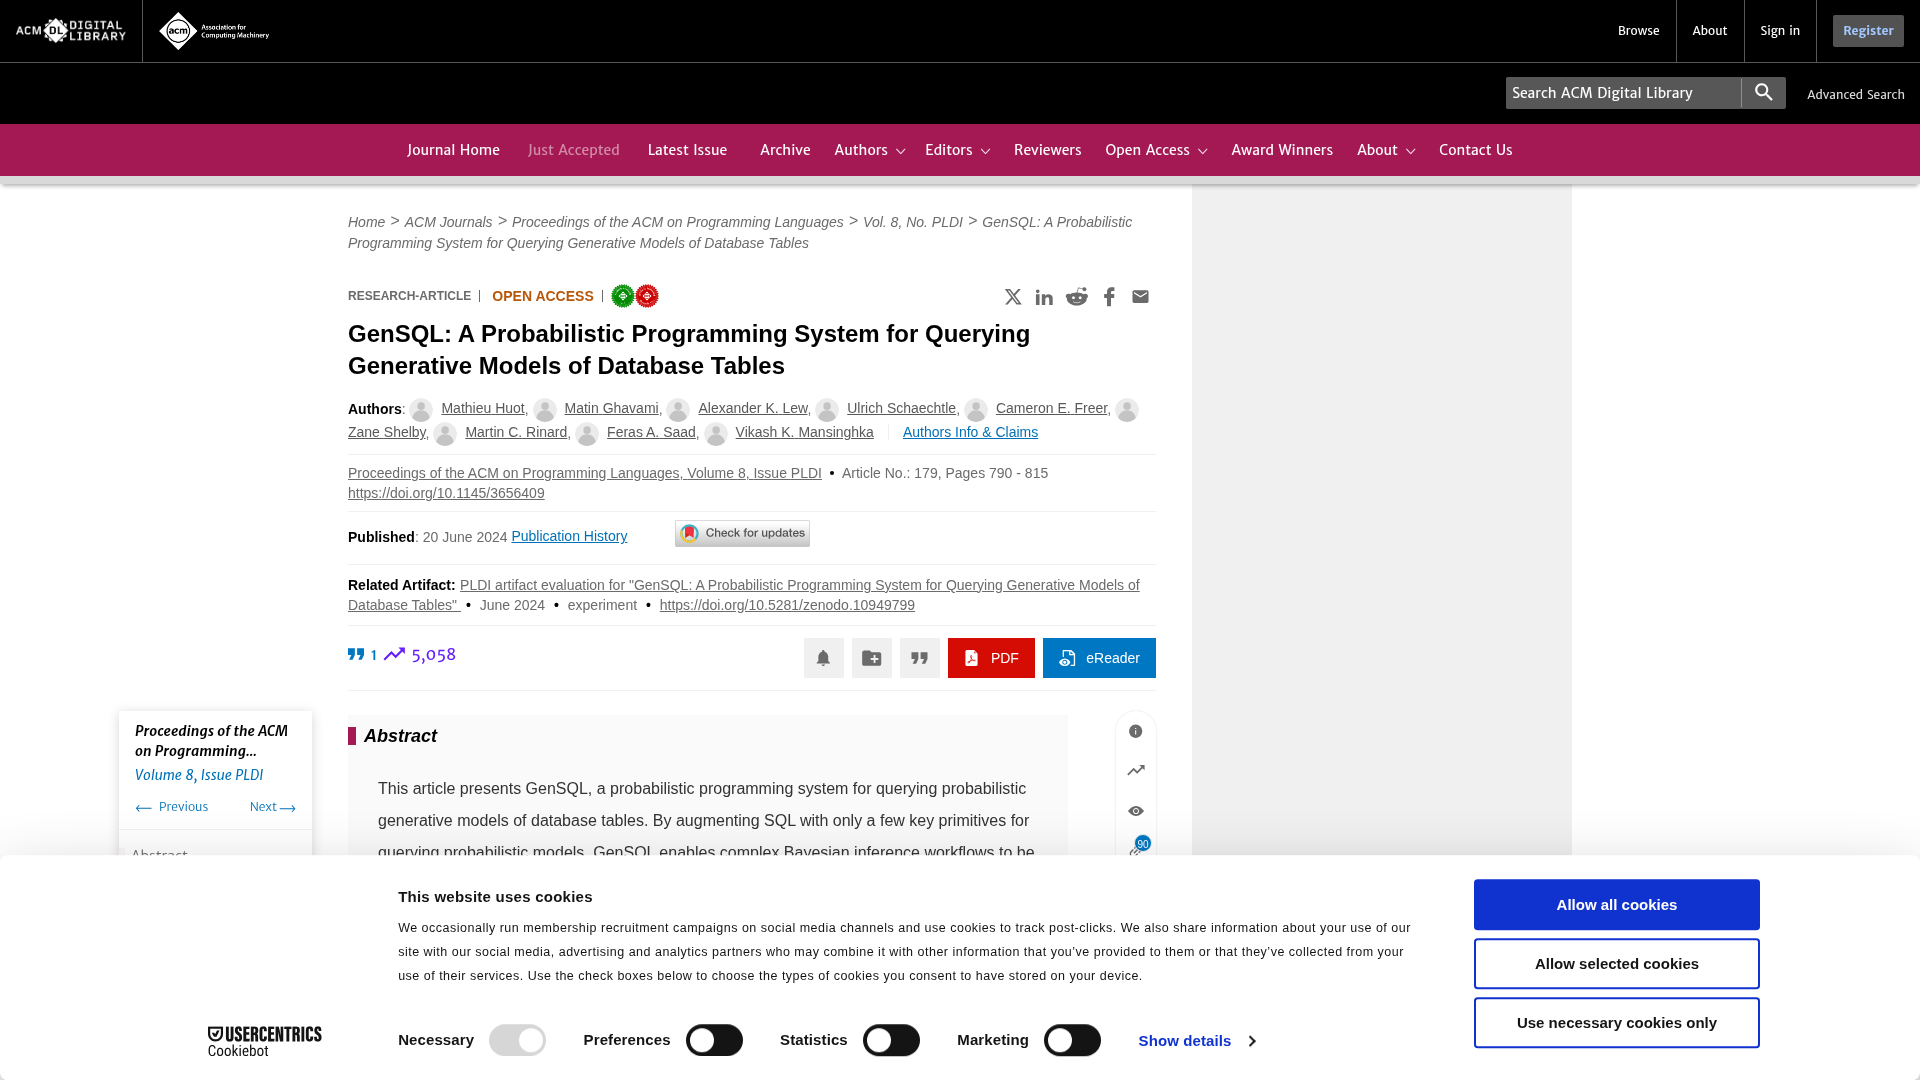 ACM DL DIGITAL LIBRARY
acm Association for Computing Machinery
Browse
About
Sign in
Register
Search ACM Digital Library
Advanced Search
Journal Home
Just Accepted
Latest Issue
Archive
Authors
Editors
Reviewers
Open Access
Award Winners
About
Contact Us
Home > ACM Journals > Proceedings of the ACM on Programming Languages > Vol. 8, No. PLDI > GenSQL: A Probabilistic
Programming System for Querying Generative Models of Database Tables
RESEARCH-ARTICLE | OPEN ACCESS |
GenSQL: A Probabilistic Programming System for Querying
Generative Models of Database Tables
Authors: Mathieu Huot, Matin Ghavami, Alexander K. Lew, Ulrich Schaechtle, Cameron E. Freer,
Zane Shelby, Martin C. Rinard, Feras A. Saad, Vikash K. Mansinghka Authors Info & Claims
Proceedings of the ACM on Programming Languages, Volume 8, Issue PLDI • Article No.: 179, Pages 790 - 815
https://doi.org/10.1145/3656409
Published: 20 June 2024 Publication History
Check for updates
Related Artifact: PLDI artifact evaluation for "GenSQL: A Probabilistic Programming System for Querying Generative Models of
Database Tables" • June 2024 • experiment • https://doi.org/10.5281/zenodo.10949799
1 5,058
PDF
eReader
Proceedings of the ACM
on Programming...
Volume 8, Issue PLDI
Previous
Next
Abstract
Abstract
This article presents GenSQL, a probabilistic programming system for querying probabilistic
generative models of database tables. By augmenting SQL with only a few key primitives for
querying probabilistic models, GenSQL enables complex Bayesian inference workflows to be
90
This website uses cookies
We occasionally run membership recruitment campaigns on social media channels and use cookies to track post-clicks. We also share information about your use of our
site with our social media, advertising and analytics partners who may combine it with other information that you've provided to them or that they've collected from your
use of their services. Use the check boxes below to choose the types of cookies you consent to have stored on your device.
Allow all cookies
Allow selected cookies
Use necessary cookies only
USERCENTRICS
Cookiebot
Necessary
Preferences
Statistics
Marketing
Show details